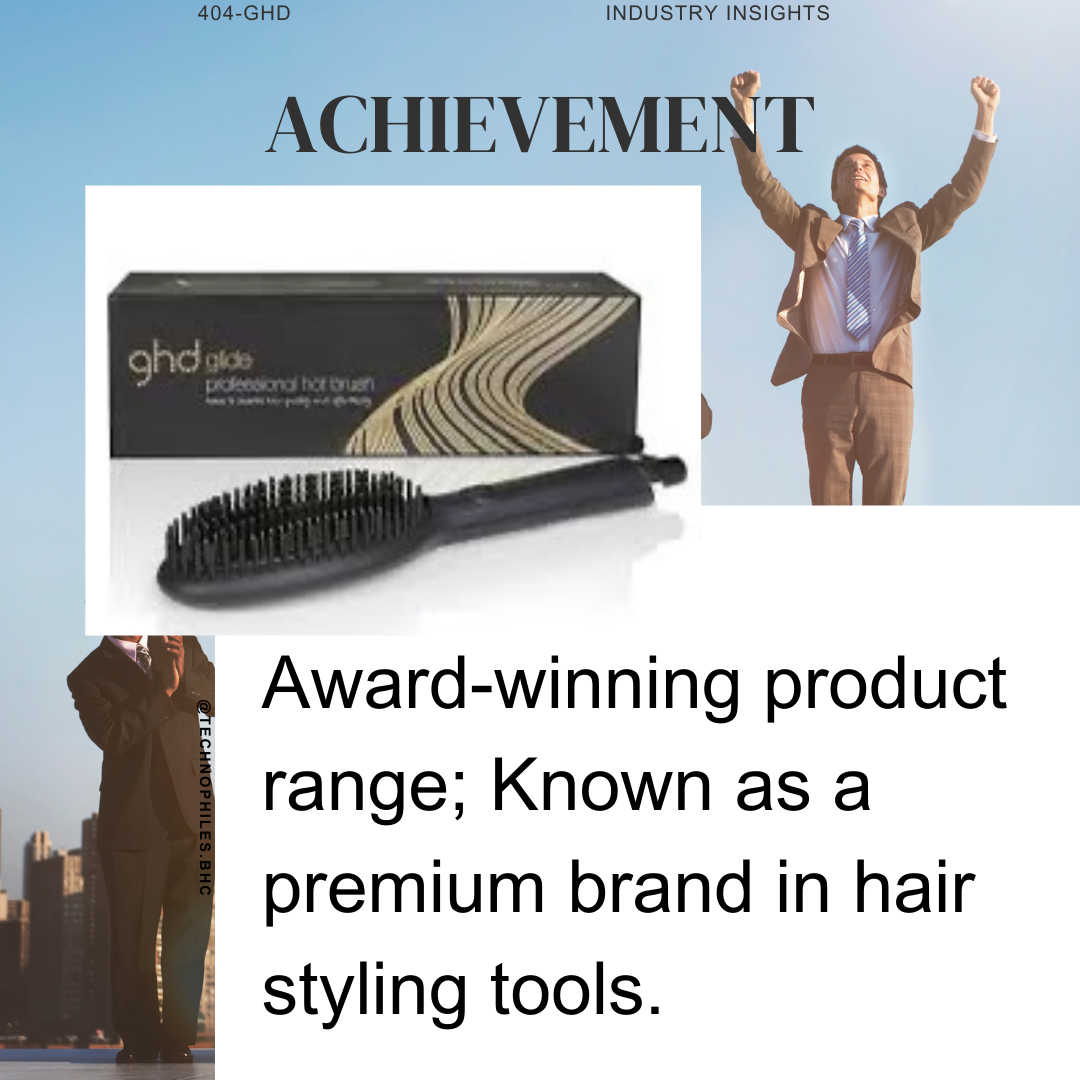 404-GHD
INDUSTRY INSIGHTS
ACHIEVEMENT
ghd glide
professional hot brush
@TECHNOPHILES.BHC
Award-winning product
range; Known as a
premium brand in hair
styling tools.